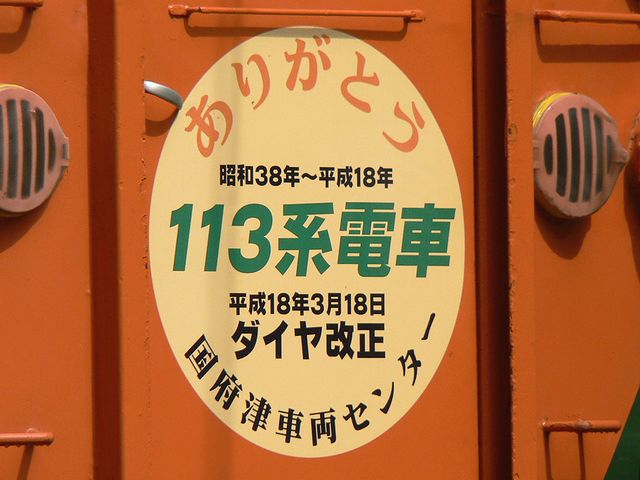 ありがとう
昭和38年～平成18年
113系電車
平成18年3月18日
ダイヤ改正
国府津車両センター